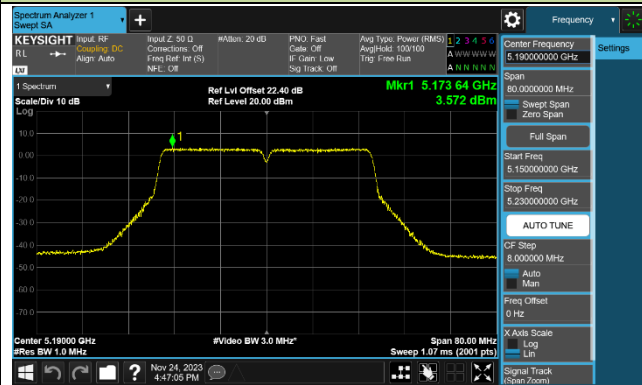 Spectrum Analyzer 1
Swept SA
Frequency
KEYSIGHT
RL
LXI
Input: RF
Coupling: DC
Align: Auto
Input Z: 50 Ω
Corrections: Off
Freq Ref: Int (S)
NFE: Off
#Atten: 20 dB
PNO: Fast
Gate: Off
IF Gain: Low
Sig Track: Off
Avg Type: Power (RMS)
Avg|Hold: 100/100
Trig: Free Run
1 2 3 4 5 6
A W W W W W
A N N N N N
1 Spectrum
Scale/Div 10 dB
Log
Ref Lvl Offset 22.40 dB
Ref Level 20.00 dBm
Mkr1 5.173 64 GHz
3.572 dBm
1
10.0
0.00
-10.0
-20.0
-30.0
-40.0
-50.0
-60.0
-70.0
Center 5.19000 GHz
#Res BW 1.0 MHz
#Video BW 3.0 MHz*
Span 80.00 MHz
Sweep 1.07 ms (2001 pts)
Nov 24, 2023
4:47:05 PM
Center Frequency
5.190000000 GHz
Settings
Span
80.0000000 MHz
Swept Span
Zero Span
Full Span
Start Freq
5.150000000 GHz
Stop Freq
5.230000000 GHz
AUTO TUNE
CF Step
8.000000 MHz
Auto
Man
Freq Offset
0 Hz
X Axis Scale
Log
Lin
Signal Track
(Span Zoom)